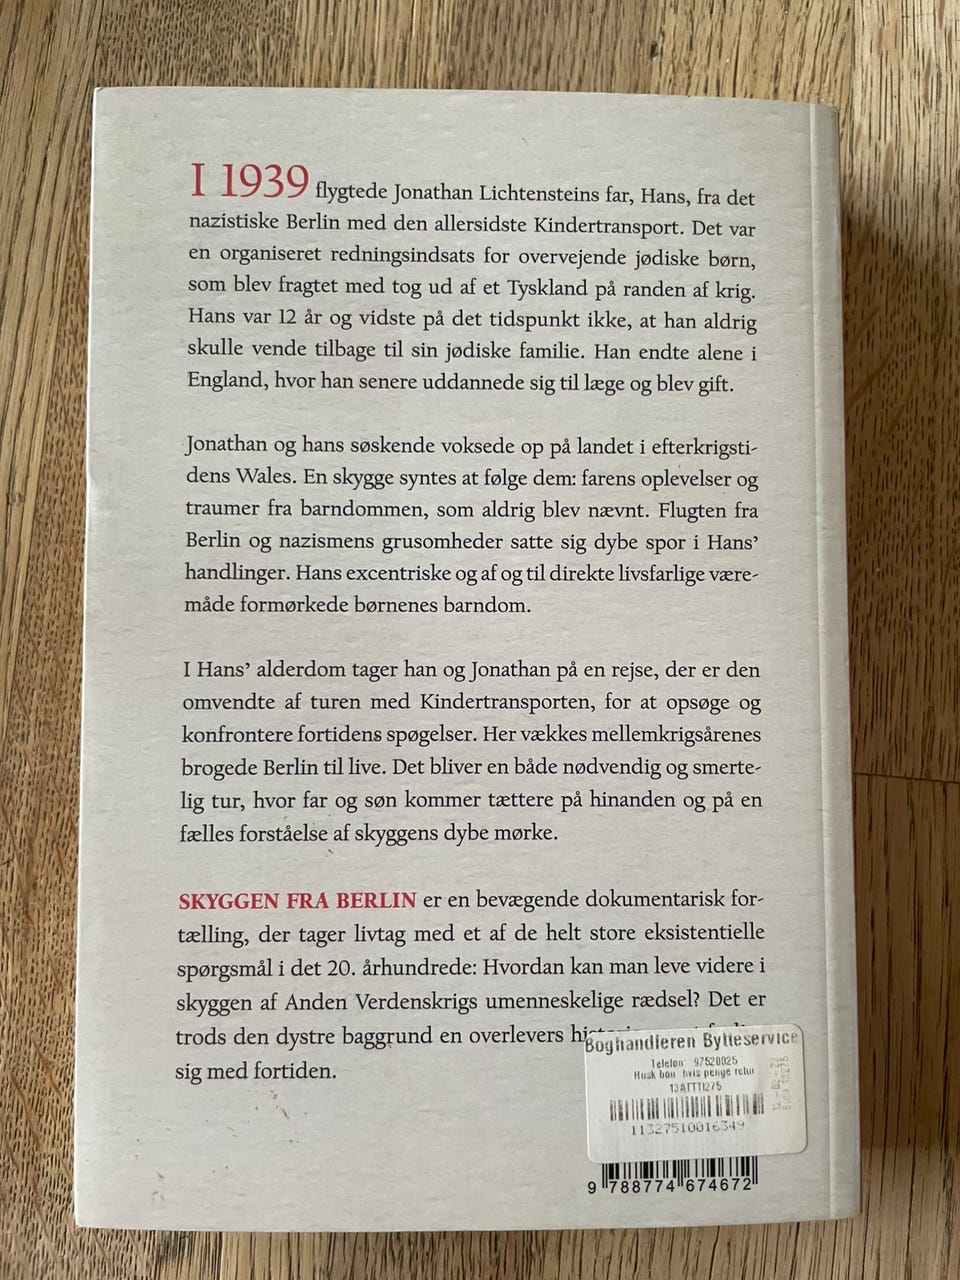 I 1939 flygtede Jonathan Lichtensteins far, Hans, fra det
nazistiske Berlin med den allersidste Kindertransport. Det var
en organiseret redningsindsats for overvejende jødiske børn,
som blev fragtet med tog ud af et Tyskland på randen af krig.
Hans var 12 år og vidste på det tidspunkt ikke, at han aldrig
skulle vende tilbage til sin jødiske familie. Han endte alene i
England, hvor han senere uddannede sig til læge og blev gift.
Jonathan og hans søskende voksede op på landet i efterkrigsti-
dens Wales. En skygge syntes at følge dem: farens oplevelser og
traumer fra barndommen, som aldrig blev nævnt. Flugten fra
Berlin og nazismens grusomheder satte sig dybe spor i Hans’
handlinger. Hans excentriske og af og til direkte livsfarlige være-
måde formørkede børnenes barndom.
I Hans’ alderdom tager han og Jonathan på en rejse, der er den
omvendte af turen med Kindertransporten, for at opsøge og
konfrontere fortidens spøgelser. Her vækkes mellemkrigsårenes
brogede Berlin til live. Det bliver en både nødvendig og smerte-
lig tur, hvor far og søn kommer tættere på hinanden og på en
fælles forståelse af skyggens dybe mørke.
SKYGGEN FRA BERLIN er en bevægende dokumentarisk for-
tælling, der tager livtag med et af de helt store eksistentielle
spørgsmål i det 20. århundrede: Hvordan kan man leve videre i
skyggen af Anden Verdenskrigs umenneskelige rædsel? Det er
trods den dystre baggrund en overlevers
sig med fortiden.
Boghandleren Bytteservice
Telefon: 97520025
Husk bon, hvis penge retur
13ATTT1275
11327510016349
9 788774 674672